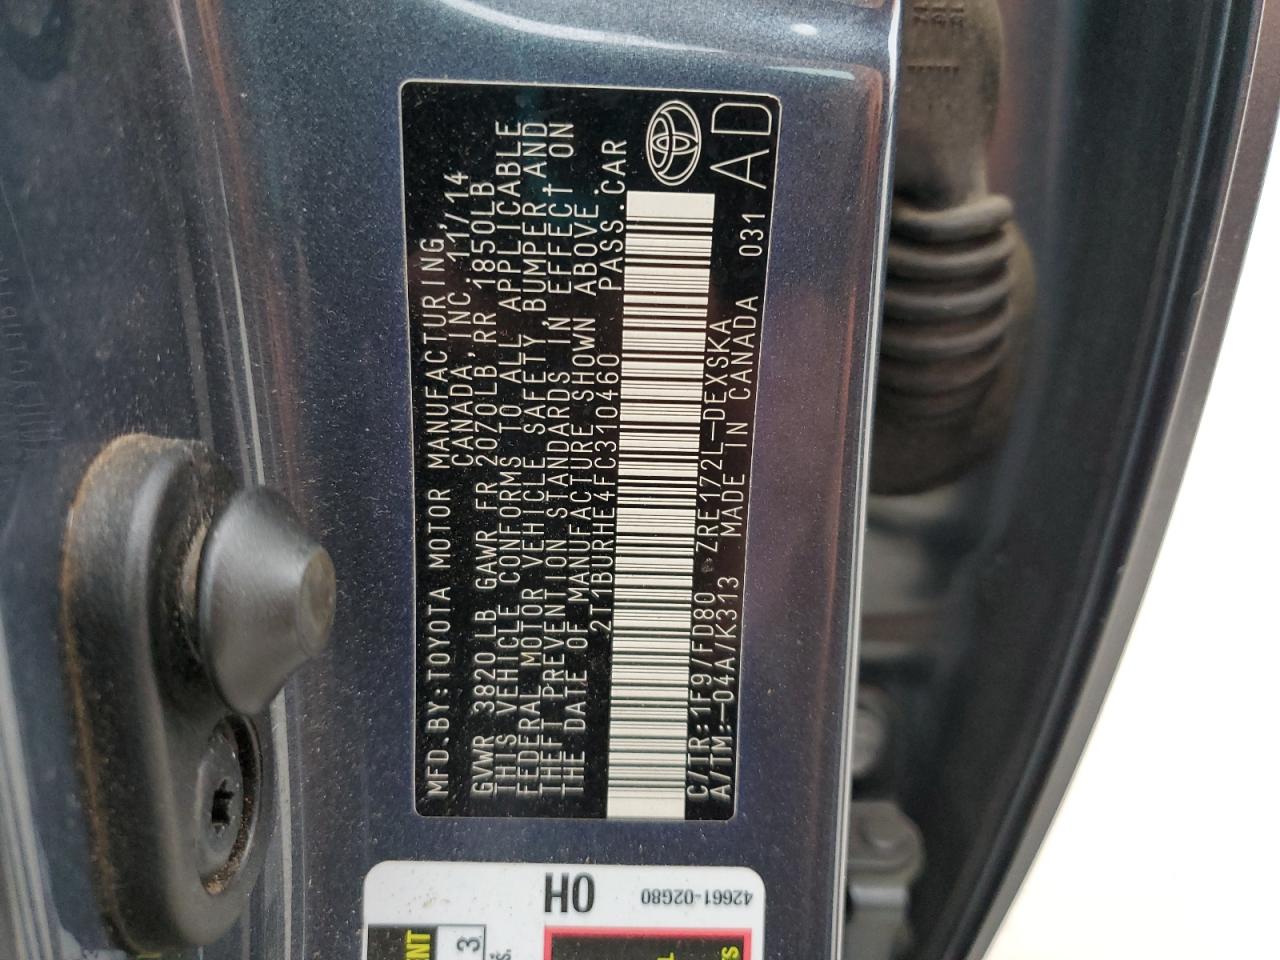 MFD.BY:TOYOTA MOTOR MANUFACTURING,
CANADA,INC. 11/14
GVWR 3820LB GAWR FR 2070LB,RR 1850LB
THIS VEHICLE CONFORMS TO ALL APPLICABLE
FEDERAL MOTOR VEHICLE SAFETY,BUMPER,AND
THEFT PREVENTION STANDARDS IN EFFECT ON
THE DATE OF MANUFACTURE SHOWN ABOVE.
2T1BURHE4FC310460 PASS.CAR
C/TR:1F9/FD80 ZRE172L-DEXSKA
A/TM:-04A/K313 MADE IN CANADA 031
AD
0H
42661-02G80
3